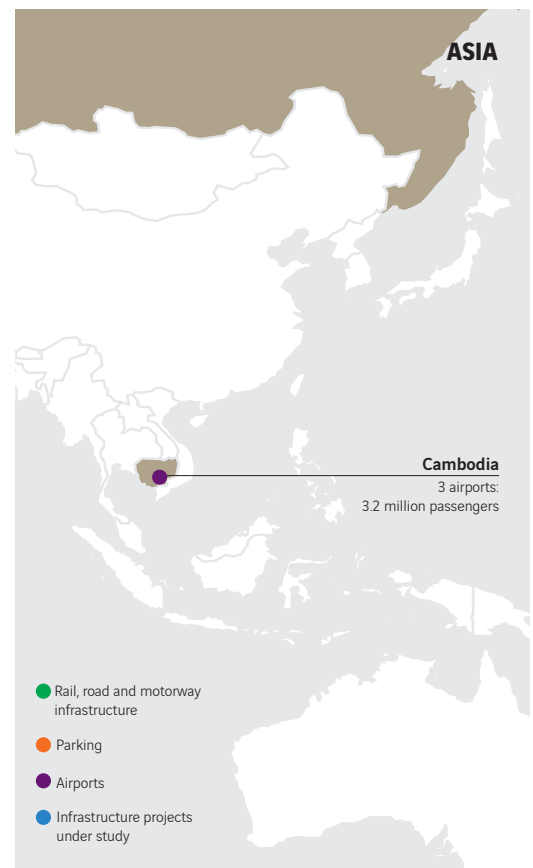 ASIA
Cambodia
3 airports:
3.2 million passengers
Rail, road and motorway
infrastructure
Parking
Airports
Infrastructure projects
under study